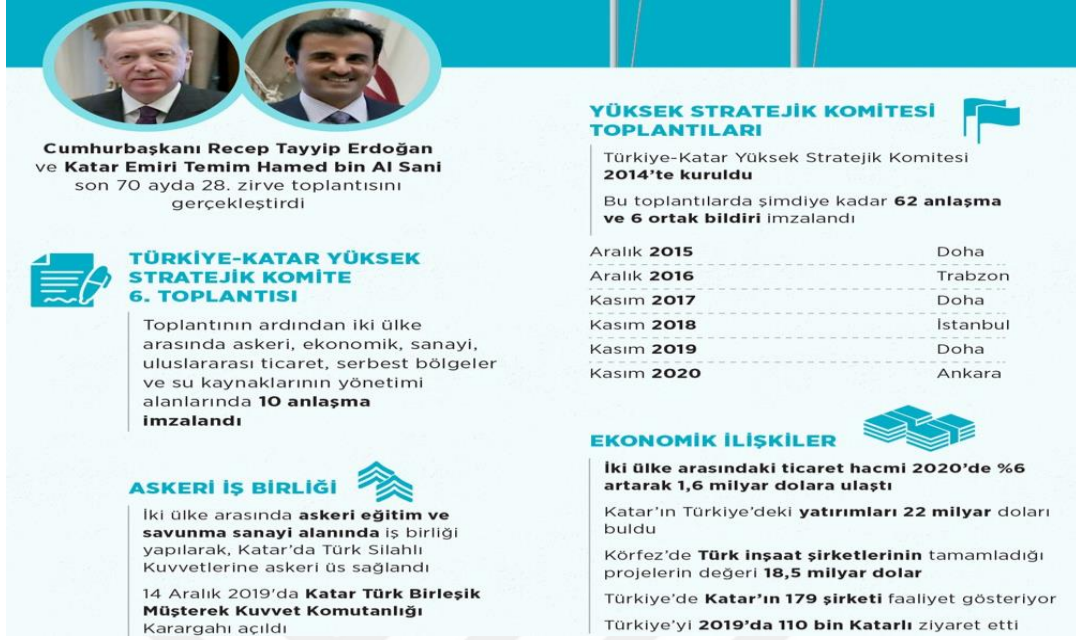 Cumhurbaşkanı Recep Tayyip Erdoğan
ve Katar Emiri Temim Hamed bin Al Sani
son 70 ayda 28. zirve toplantısını
gerçekleştirdi
TÜRKİYE-KATAR YÜKSEK
STRATEJİK KOMİTE
6. TOPLANTISI
Toplantının ardından iki ülke
arasında askeri, ekonomik, sanayi,
uluslararası ticaret, serbest bölgeler
ve su kaynaklarının yönetimi
alanlarında 10 anlaşma
imzalandı
ASKERİ İŞ BİRLİĞİ
İki ülke arasında askeri eğitim ve
savunma sanayi alanında iş birliği
yapılarak, Katar'da Türk Silahlı
Kuvvetlerine askeri üs sağlandı
14 Aralık 2019'da Katar Türk Birleşik
Müşterek Kuvvet Komutanlığı
Karargahı açıldı
YÜKSEK STRATEJİK KOMİTESİ
TOPLANTILARI
Türkiye-Katar Yüksek Stratejik Komitesi
2014'te kuruldu
Bu toplantılarda şimdiye kadar 62 anlaşma
ve 6 ortak bildiri imzalandı
Aralık 2015 Doha
Aralık 2016 Trabzon
Kasım 2017 Doha
Kasım 2018 İstanbul
Kasım 2019 Doha
Kasım 2020 Ankara
EKONOMİK İLİŞKİLER
İki ülke arasındaki ticaret hacmi 2020'de %6
artarak 1,6 milyar dolara ulaştı
Katar'ın Türkiye'deki yatırımları 22 milyar doları
buldu
Körfez'de Türk inşaat şirketlerinin tamamladığı
projelerin değeri 18,5 milyar dolar
Türkiye'de Katar'ın 179 şirketi faaliyet gösteriyor
Türkiye'yi 2019'da 110 bin Katarlı ziyaret etti